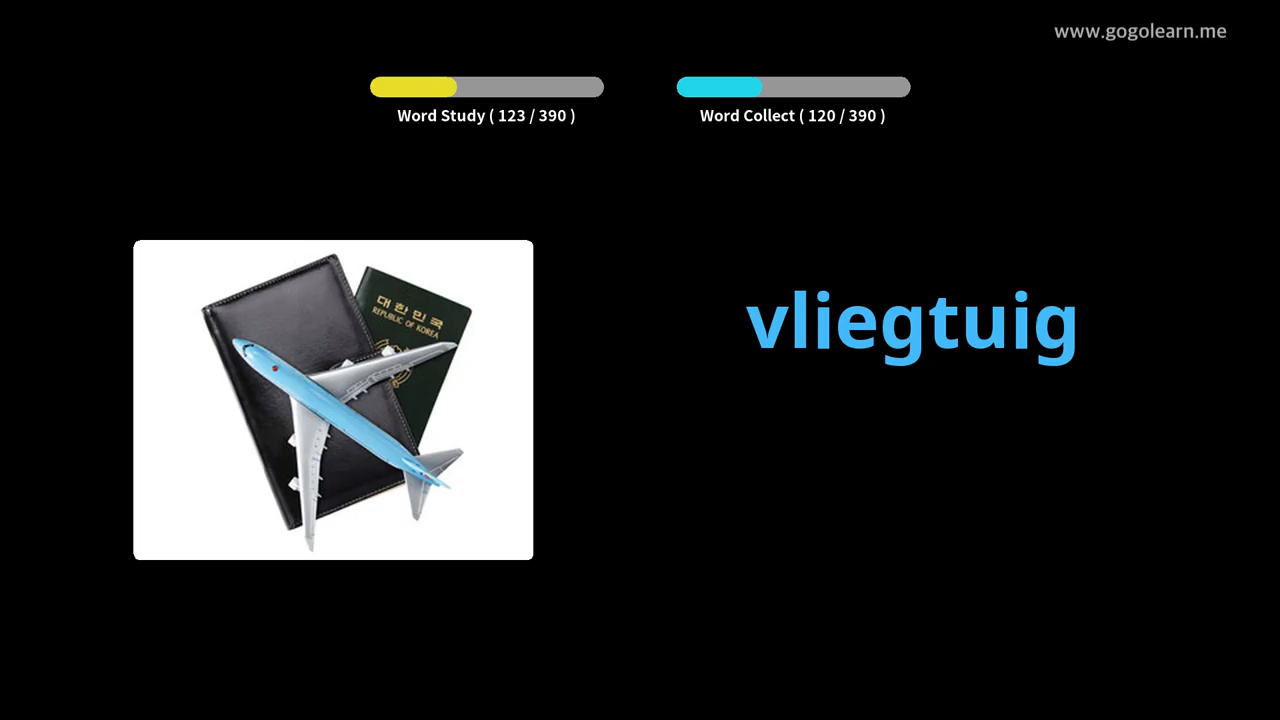 www.gogolearn.me
Word Study ( 123 / 390 )
Word Collect ( 120 / 390 )
대한민국
REPUBLIC OF KOREA
vliegtuig